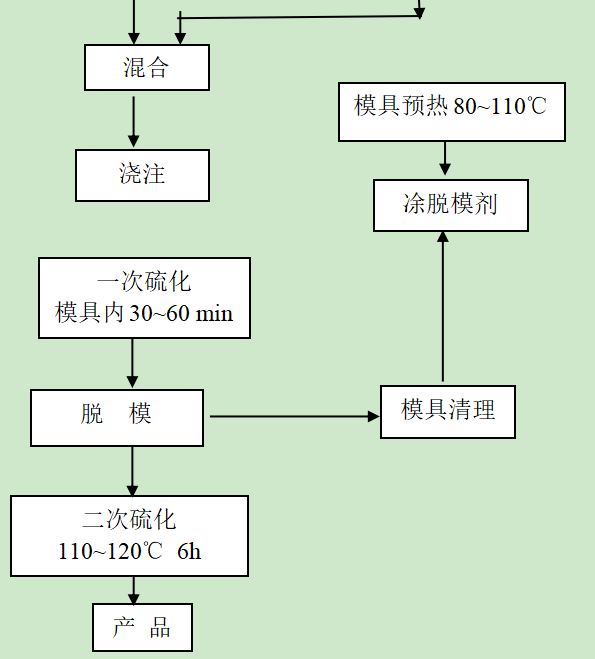 混合
模具预热 80~110℃
浇注
涂脱模剂
一次硫化
模具内 30~60 min
脱 模
模具清理
二次硫化
110~120℃ 6h
产 品